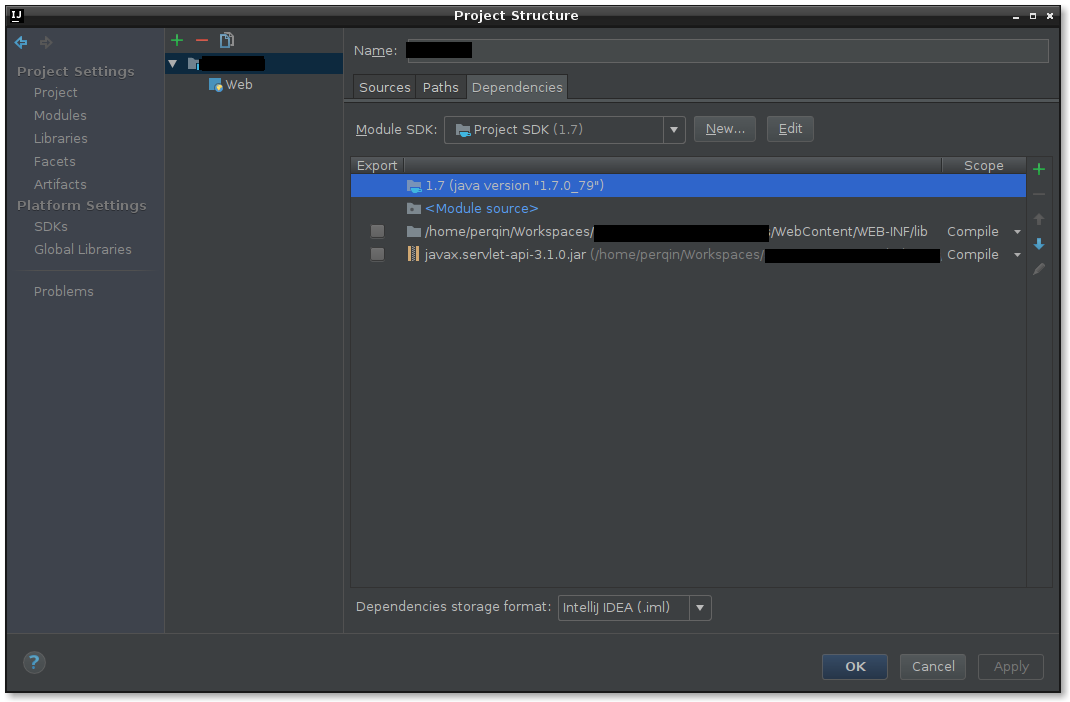 IJ
Project Structure
Project Settings
Project
Modules
Libraries
Facets
Artifacts
Platform Settings
SDKs
Global Libraries
Problems
Web
Name:
Sources Paths Dependencies
Module SDK: Project SDK (1.7) New... Edit
Export Scope
1.7 (java version "1.7.0_79")
<Module source>
/home/perqin/Workspaces/ /WebContent/WEB-INF/lib Compile
javax.servlet-api-3.1.0.jar (/home/perqin/Workspaces/ Compile
Dependencies storage format: IntelliJ IDEA (.iml)
? OK Cancel Apply